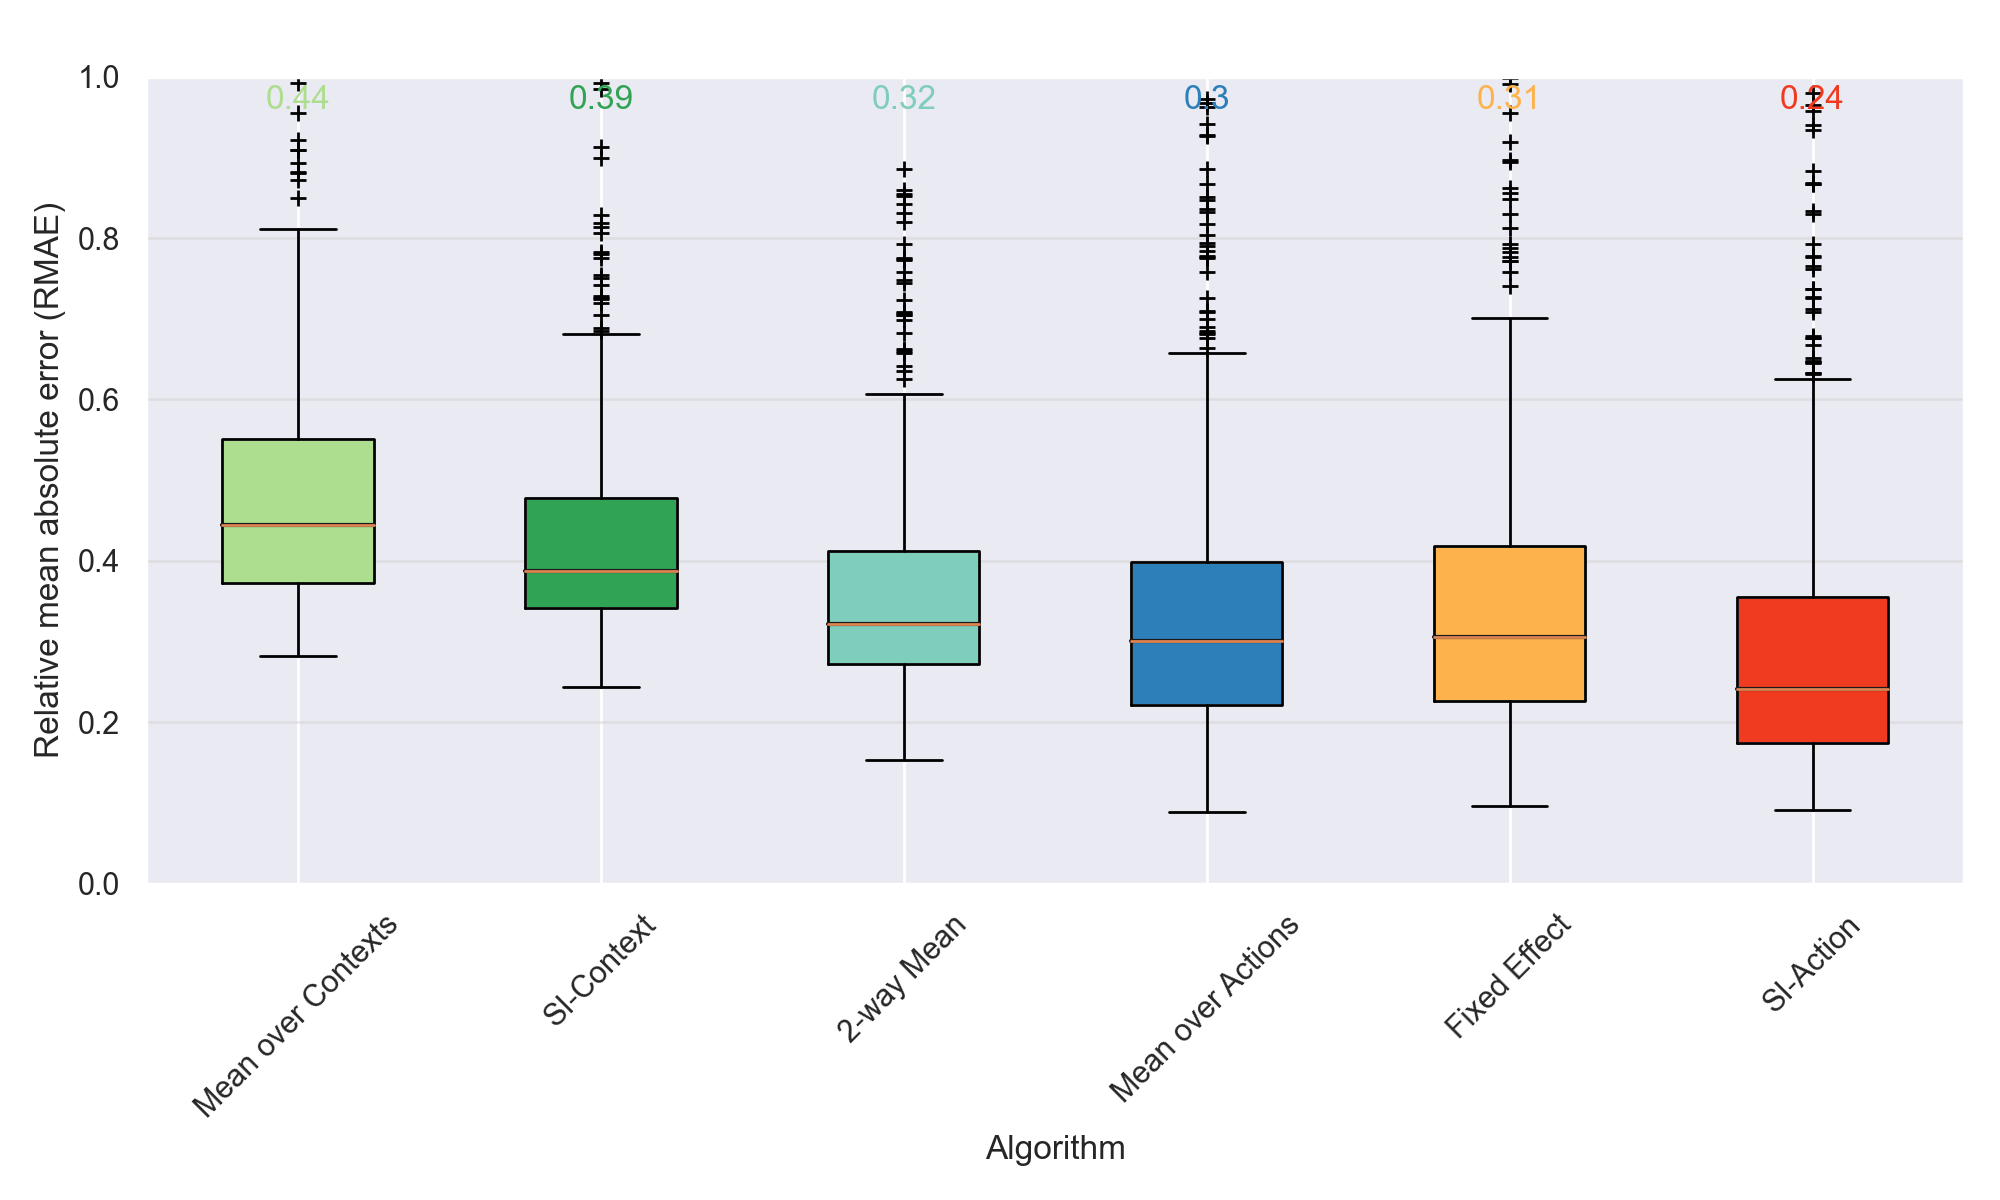 0.44 0.39 0.32 0.3 0.31 0.24
1.0
0.8
0.6
0.4
0.2
0.0
Relative mean absolute error (RMAE)
Mean over Contexts
SI-Context
2-way Mean
Mean over Actions
Fixed Effect
SI-Action
Algorithm